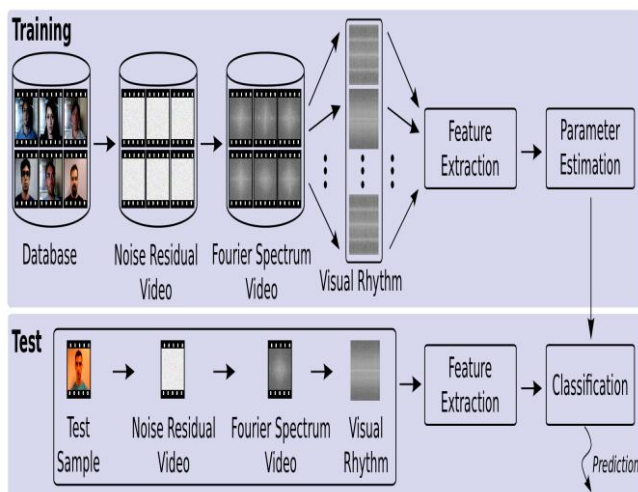 Training
Database
Noise Residual
Video
Fourier Spectrum
Video
Visual Rhythm
Feature
Extraction
Parameter
Estimation
Test
Test
Sample
Noise Residual
Video
Fourier Spectrum
Video
Visual
Rhythm
Feature
Extraction
Classification
Prediction